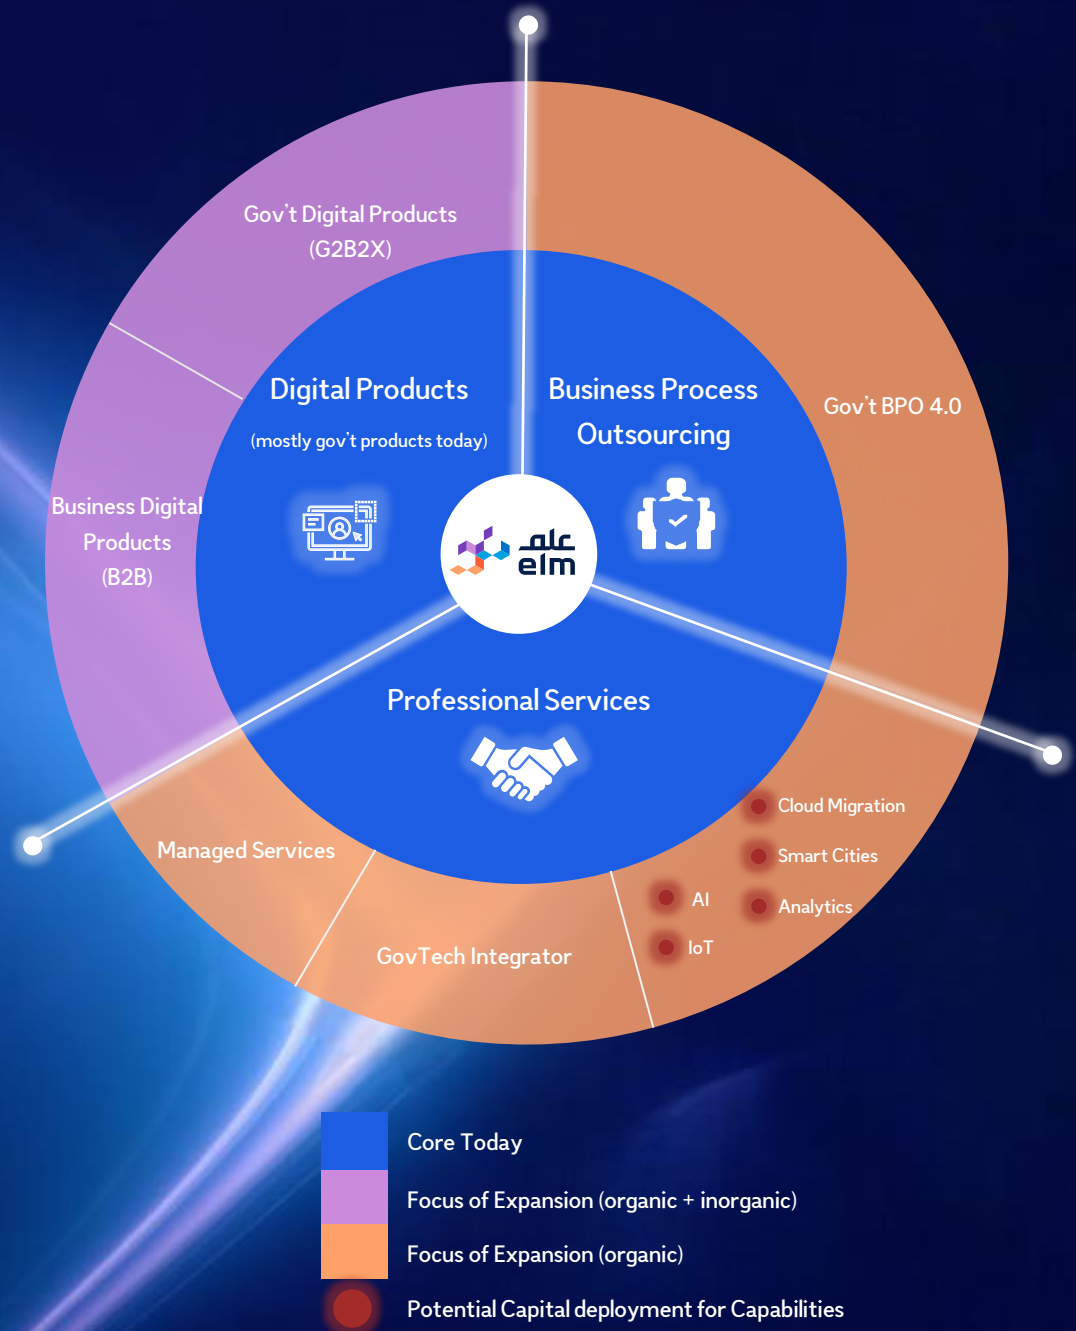 Gov't Digital Products
(G2B2X)
Digital Products
(mostly gov't products today)
Business Process
Outsourcing
Gov't BPO 4.0
Business Digital
Products
(B2B)
علم
elm
Professional Services
Managed Services
GovTech Integrator
Cloud Migration
Smart Cities
Analytics
AI
IoT
Core Today
Focus of Expansion (organic + inorganic)
Focus of Expansion (organic)
Potential Capital deployment for Capabilities